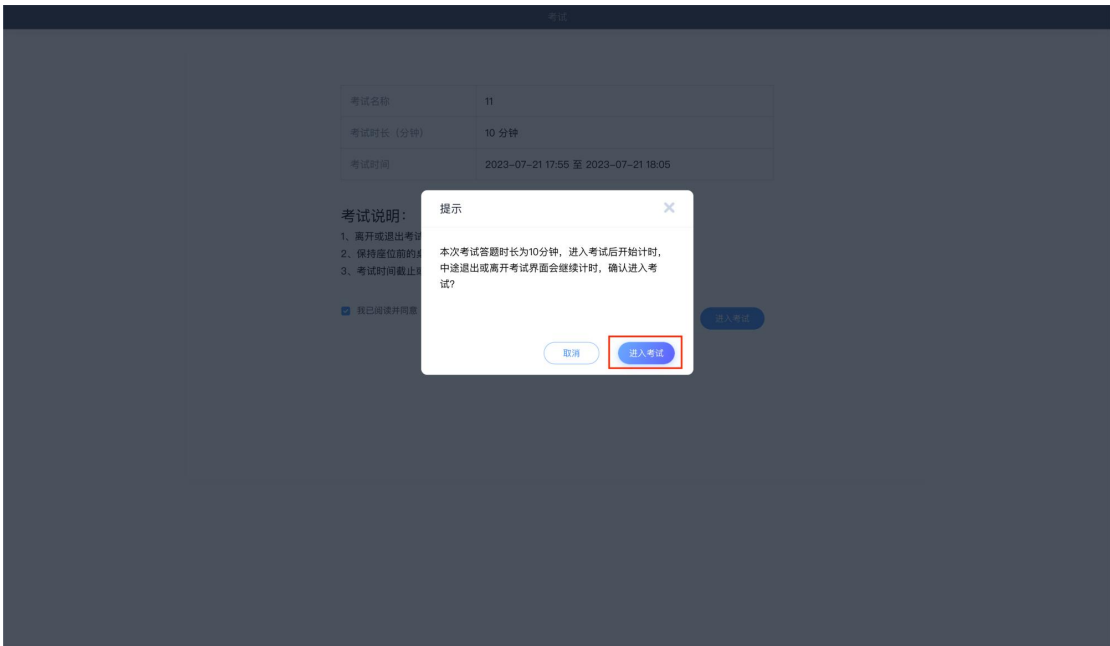 考试
考试名称 11
考试时长（分钟） 10 分钟
考试时间 2023-07-21 17:55 至 2023-07-21 18:05
考试说明：
1、离开或退出考试
2、保持座位前的桌
3、考试时间截止时
我已阅读并同意
进入考试
提示
本次考试答题时长为10分钟，进入考试后开始计时，
中途退出或离开考试界面会继续计时，确认进入考
试?
取消 进入考试